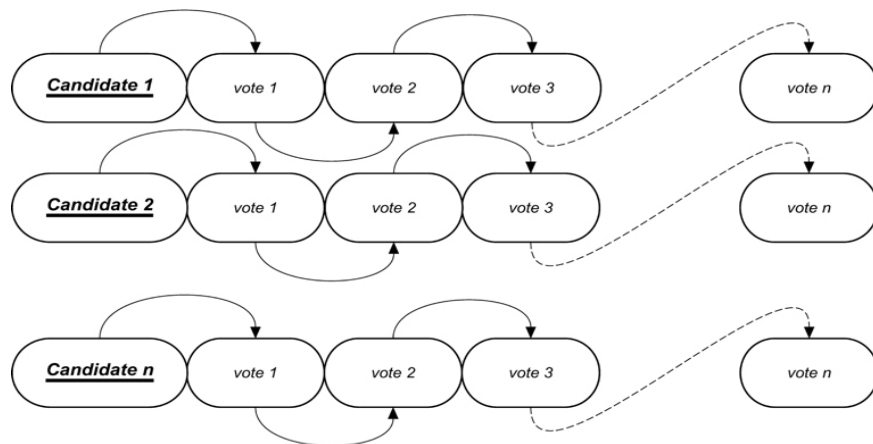 Candidate 1 vote 1 vote 2 vote 3 vote n
Candidate 2 vote 1 vote 2 vote 3 vote n
Candidate n vote 1 vote 2 vote 3 vote n